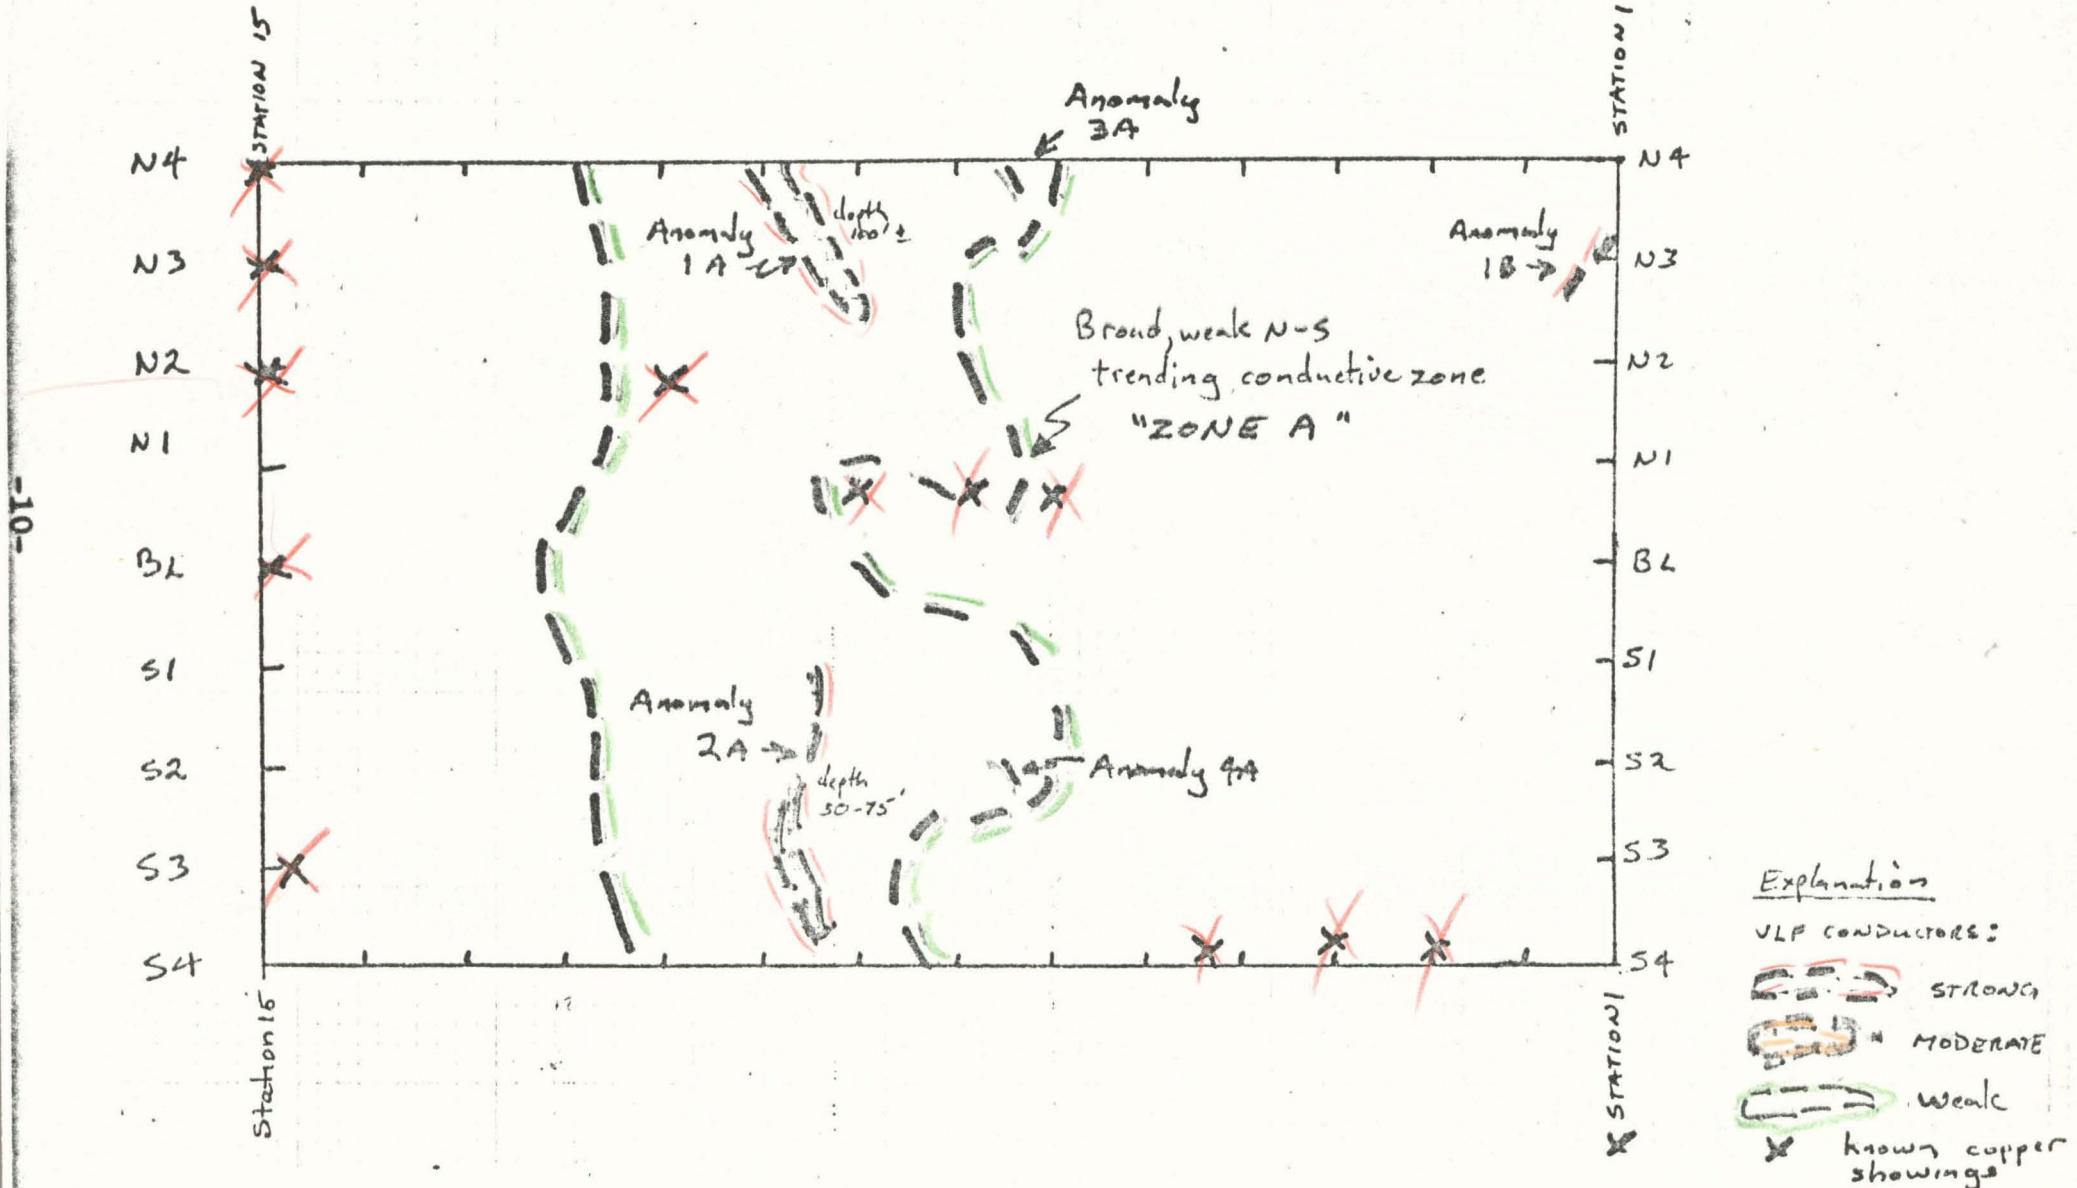 STATION 15
STATION 1
Anomaly
3A
N4
N4
depth
100'±
Anomaly
1A
Anomaly
1B
N3
N3
Broad, weak N-S
trending conductive zone
"ZONE A"
N2
N2
N1
N1
-10-
BL
BL
S1
S1
Anomaly
2A
S2
S2
depth
50-75'
Anomaly 4A
S3
S3
S4
S4
Station 15
STATION 1
Explanation
VLF CONDUCTORS:
STRONG
MODERATE
Weak
known copper
showings